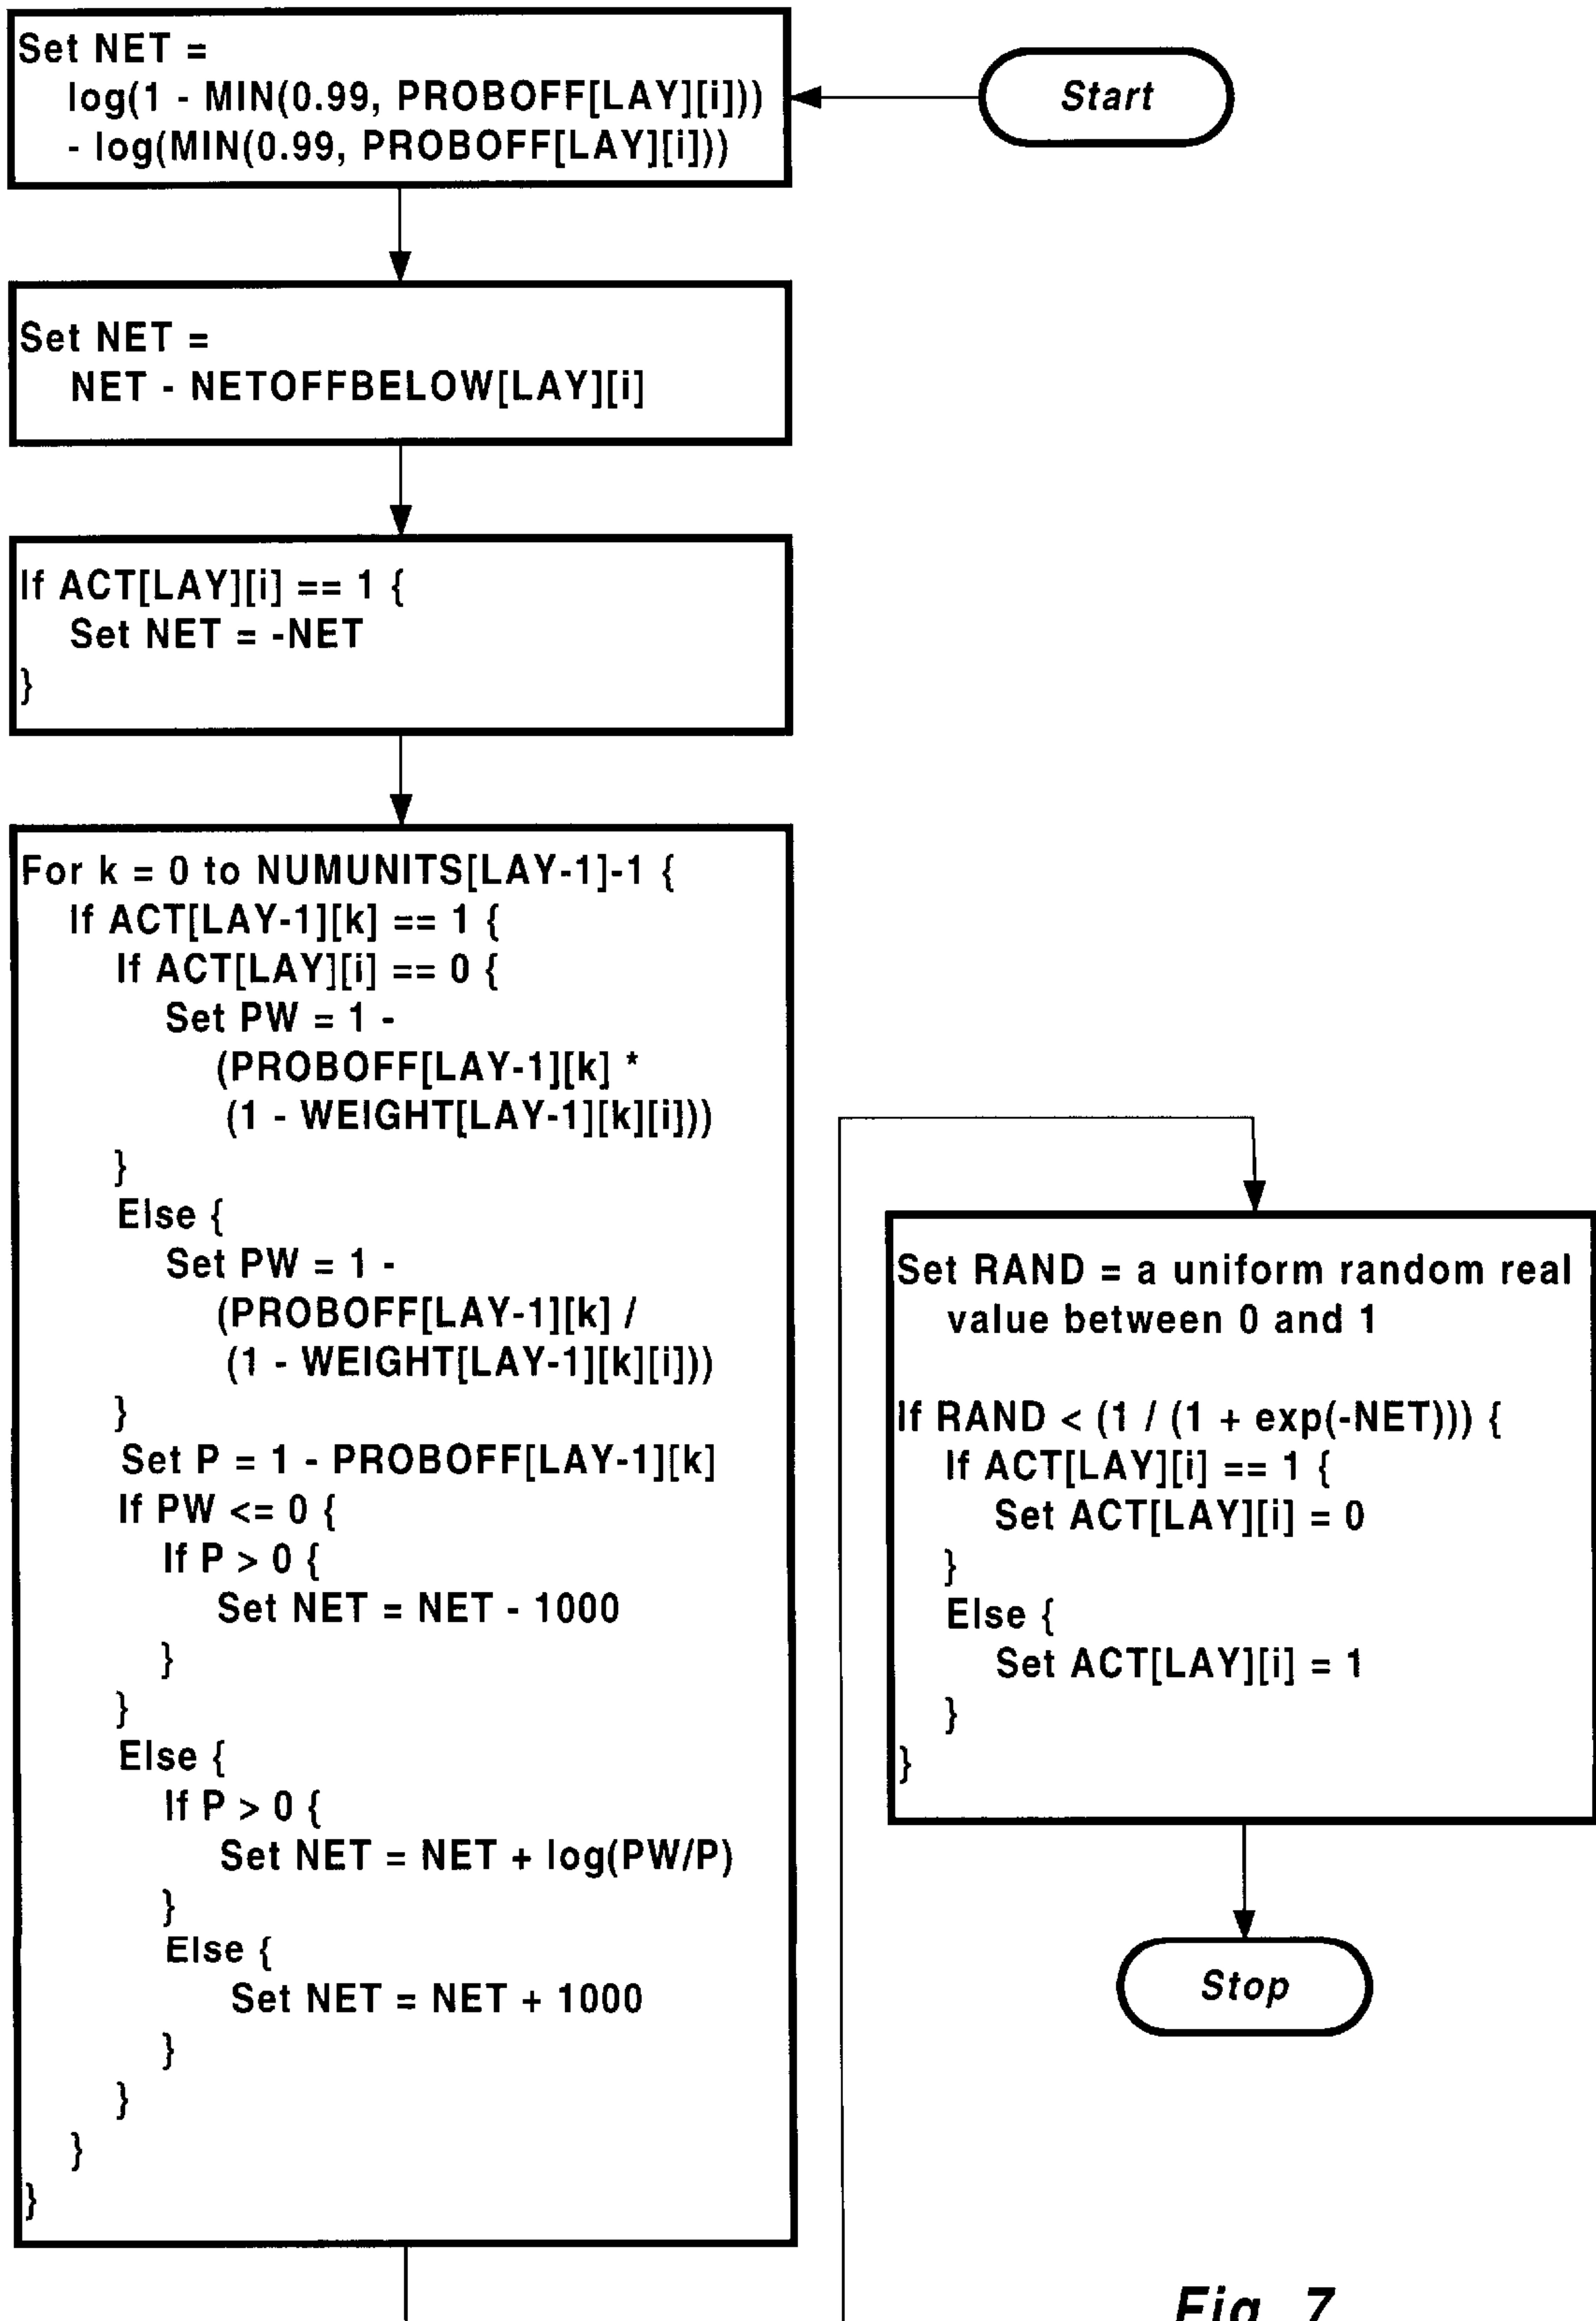 Start
Set NET =
log(1 - MIN(0.99, PROBOFF[LAY][i]))
- log(MIN(0.99, PROBOFF[LAY][i]))
Set NET =
NET - NETOFFBELOW[LAY][i]
If ACT[LAY][i] == 1 {
Set NET = -NET
}
For k = 0 to NUMUNITS[LAY-1]-1 {
If ACT[LAY-1][k] == 1 {
If ACT[LAY][i] == 0 {
Set PW = 1 -
(PROBOFF[LAY-1][k] *
(1 - WEIGHT[LAY-1][k][i]))
}
Else {
Set PW = 1 -
(PROBOFF[LAY-1][k] /
(1 - WEIGHT[LAY-1][k][i]))
}
Set P = 1 - PROBOFF[LAY-1][k]
If PW <= 0 {
If P > 0 {
Set NET = NET - 1000
}
}
Else {
If P > 0 {
Set NET = NET + log(PW/P)
}
Else {
Set NET = NET + 1000
}
}
}
}
Set RAND = a uniform random real
value between 0 and 1
If RAND < (1 / (1 + exp(-NET))) {
If ACT[LAY][i] == 1 {
Set ACT[LAY][i] = 0
}
Else {
Set ACT[LAY][i] = 1
}
}
Stop
Fig. 7